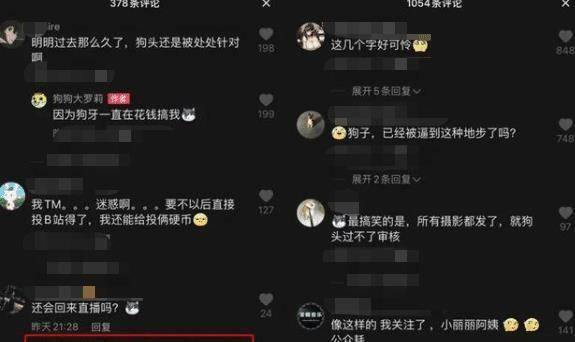 378条评论
ire
明明过去那么久了，狗头还是被处处针对
啊
198
狗狗大罗莉 作者
因为狗牙一直在花钱搞我
199
我TM。。。迷惑啊。。。要不以后直接
投B站得了，我还能给投俩硬币
127
还会回来直播吗？
昨天 21:28 回复
24
1054条评论
这几个字好可怜
848
展开5条回复
狗子，已经被逼到这种地步了吗？
748
展开2条回复
最搞笑的是，所有摄影都发了，就狗
头过不了审核
97
像这样的 我关注了，小丽丽阿姨
公众耗
141